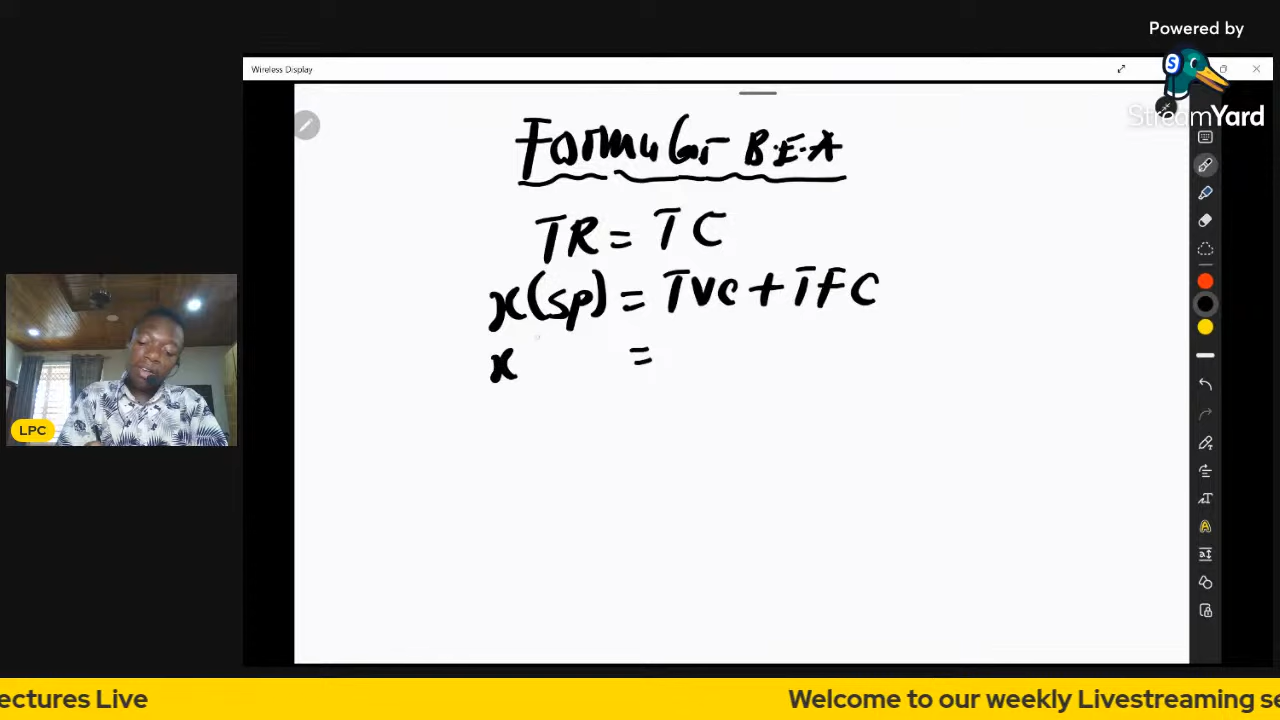 Powered by
StreamYard
Wireless Display
Formular B.E.A
TR = TC
x(sp) = TVC + TFC
x =
LPC
ectures Live
Welcome to our weekly Livestreaming se